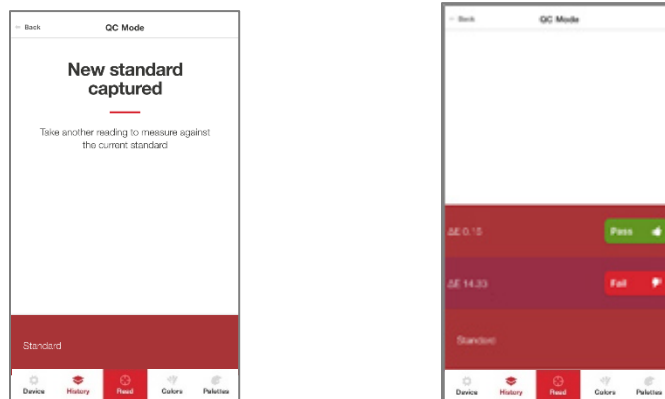 Back QC Mode
New standard
captured
Take another reading to measure against
the current standard
Standard
Device History Read Colors Palettes
Back QC Mode
ΔE 0.15 Pass
ΔE 14.33 Fail
Standard
Device History Read Colors Palettes